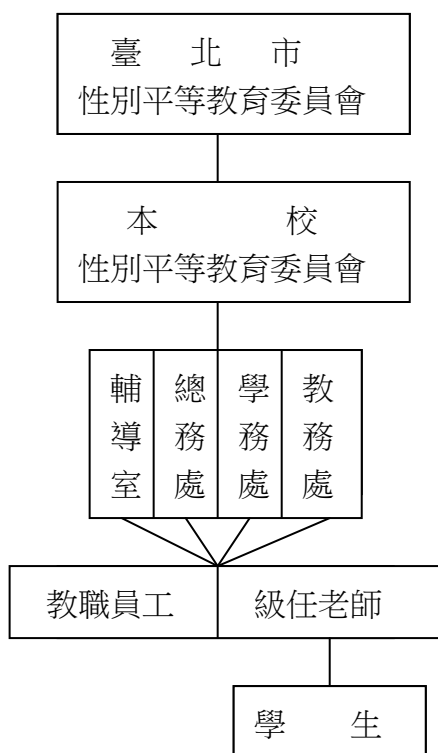 臺北市
性別平等教育委員會
本校
性別平等教育委員會
輔導室
總務處
學務處
教務處
教職員工
級任老師
學生